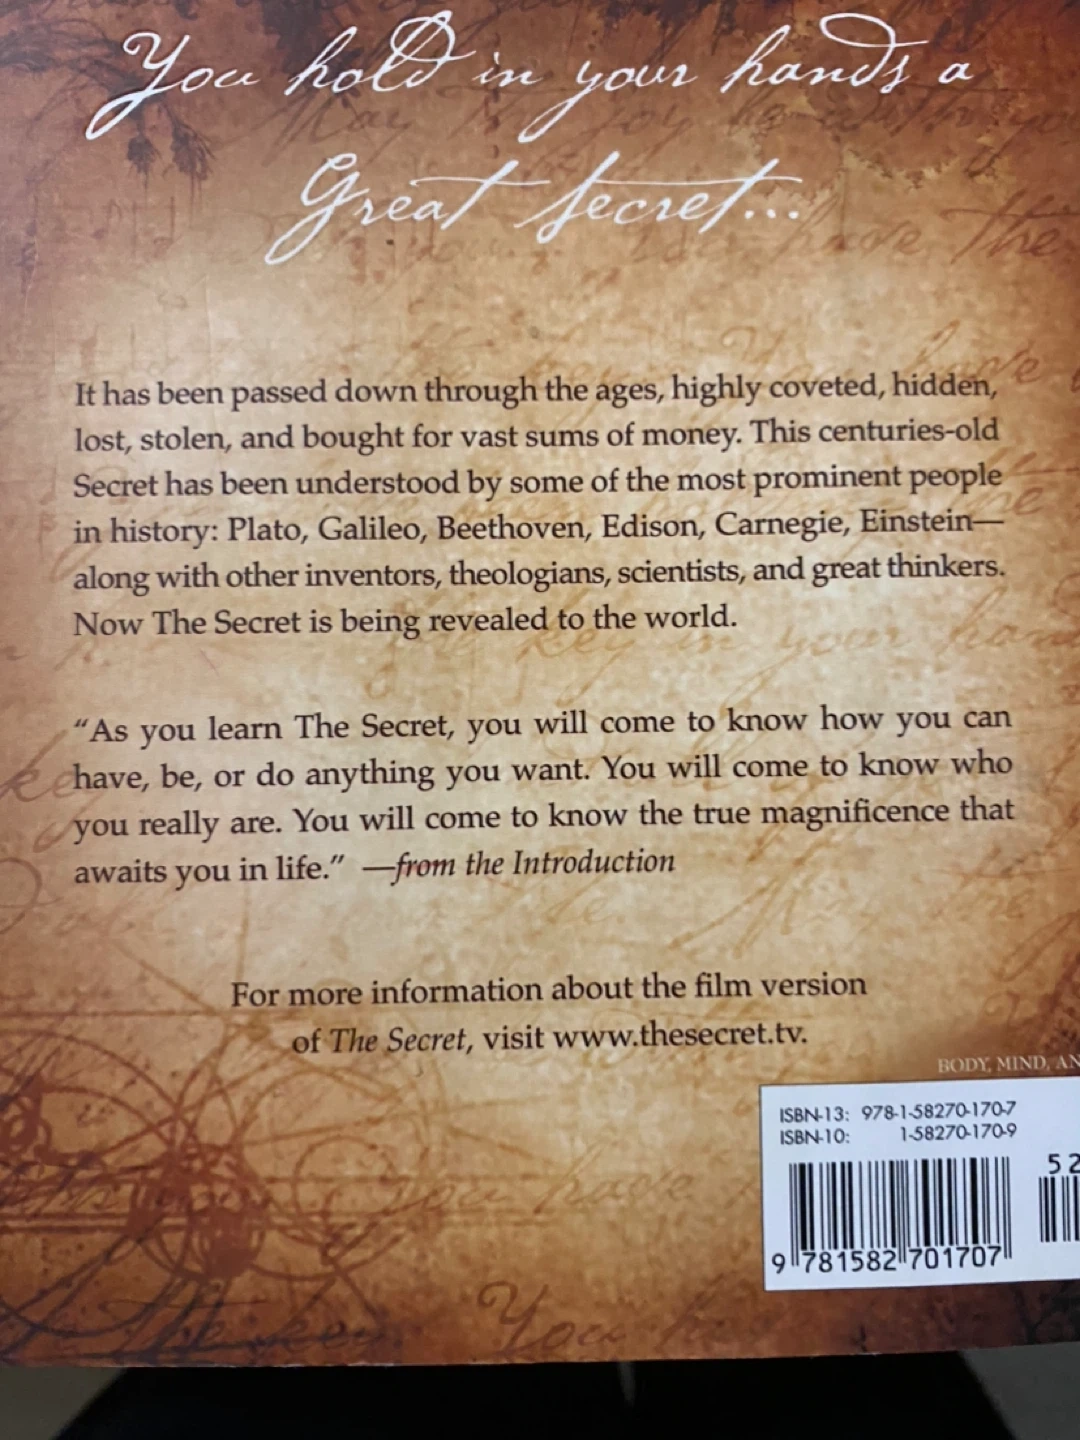 You hold in your hands a
Great Secret...
It has been passed down through the ages, highly coveted, hidden,
lost, stolen, and bought for vast sums of money. This centuries-old
Secret has been understood by some of the most prominent people
in history: Plato, Galileo, Beethoven, Edison, Carnegie, Einstein—
along with other inventors, theologians, scientists, and great thinkers.
Now The Secret is being revealed to the world.
“As you learn The Secret, you will come to know how you can
have, be, or do anything you want. You will come to know who
you really are. You will come to know the true magnificence that
awaits you in life.” —from the Introduction
For more information about the film version
of The Secret, visit www.thesecret.tv.
BODY, MIND, AN
ISBN-13: 978-1-58270-170-7
ISBN-10: 1-58270-170-9
52
9 781582 701707